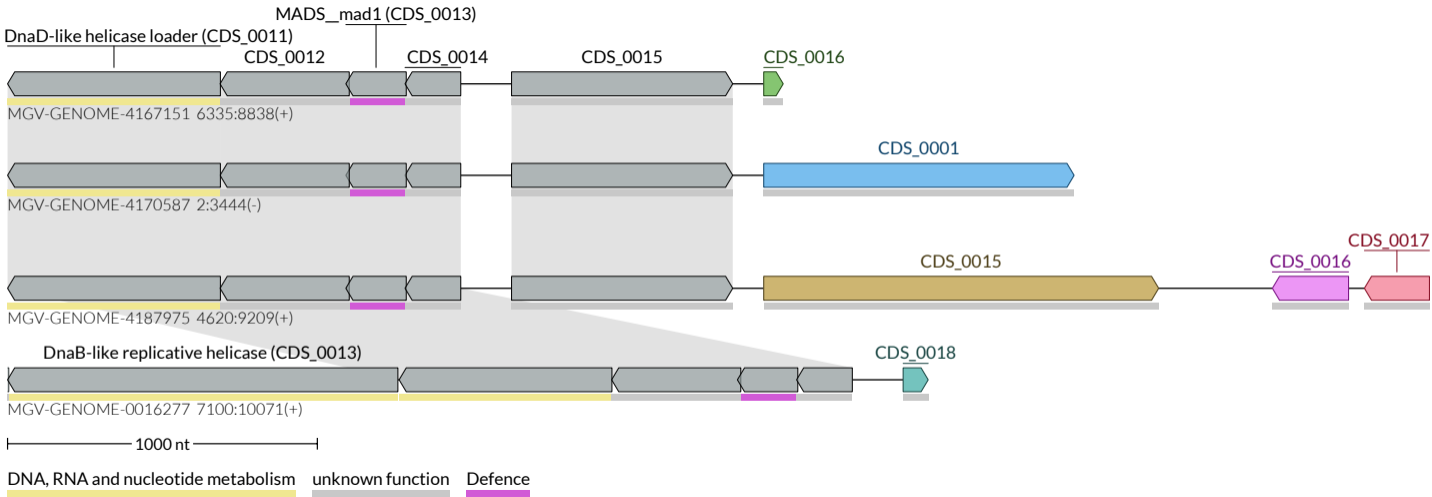 MADS__mad1 (CDS_0013)
DnaD-like helicase loader (CDS_0011)
CDS_0012
CDS_0014
CDS_0015
CDS_0016
MGV-GENOME-4167151 6335:8838(+)
CDS_0001
MGV-GENOME-4170587 2:3444(-)
CDS_0017
CDS_0015
CDS_0016
MGV-GENOME-4187975 4620:9209(+)
DnaB-like replicative helicase (CDS_0013)
CDS_0018
MGV-GENOME-0016277 7100:10071(+)
1000 nt
DNA, RNA and nucleotide metabolism
unknown function
Defence